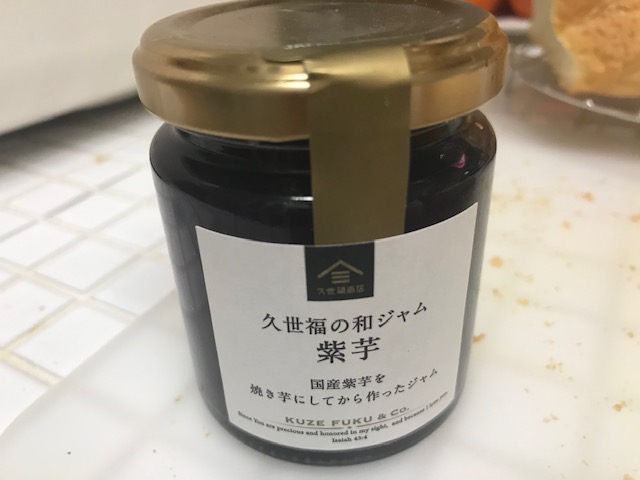 久世福商店
久世福の和ジャム
紫芋
国産紫芋を
焼き芋にしてから作ったジャム
KUZE FUKU & Co.
Since You are precious and honored in my sight, and because I love you,
Izaiah 43:4